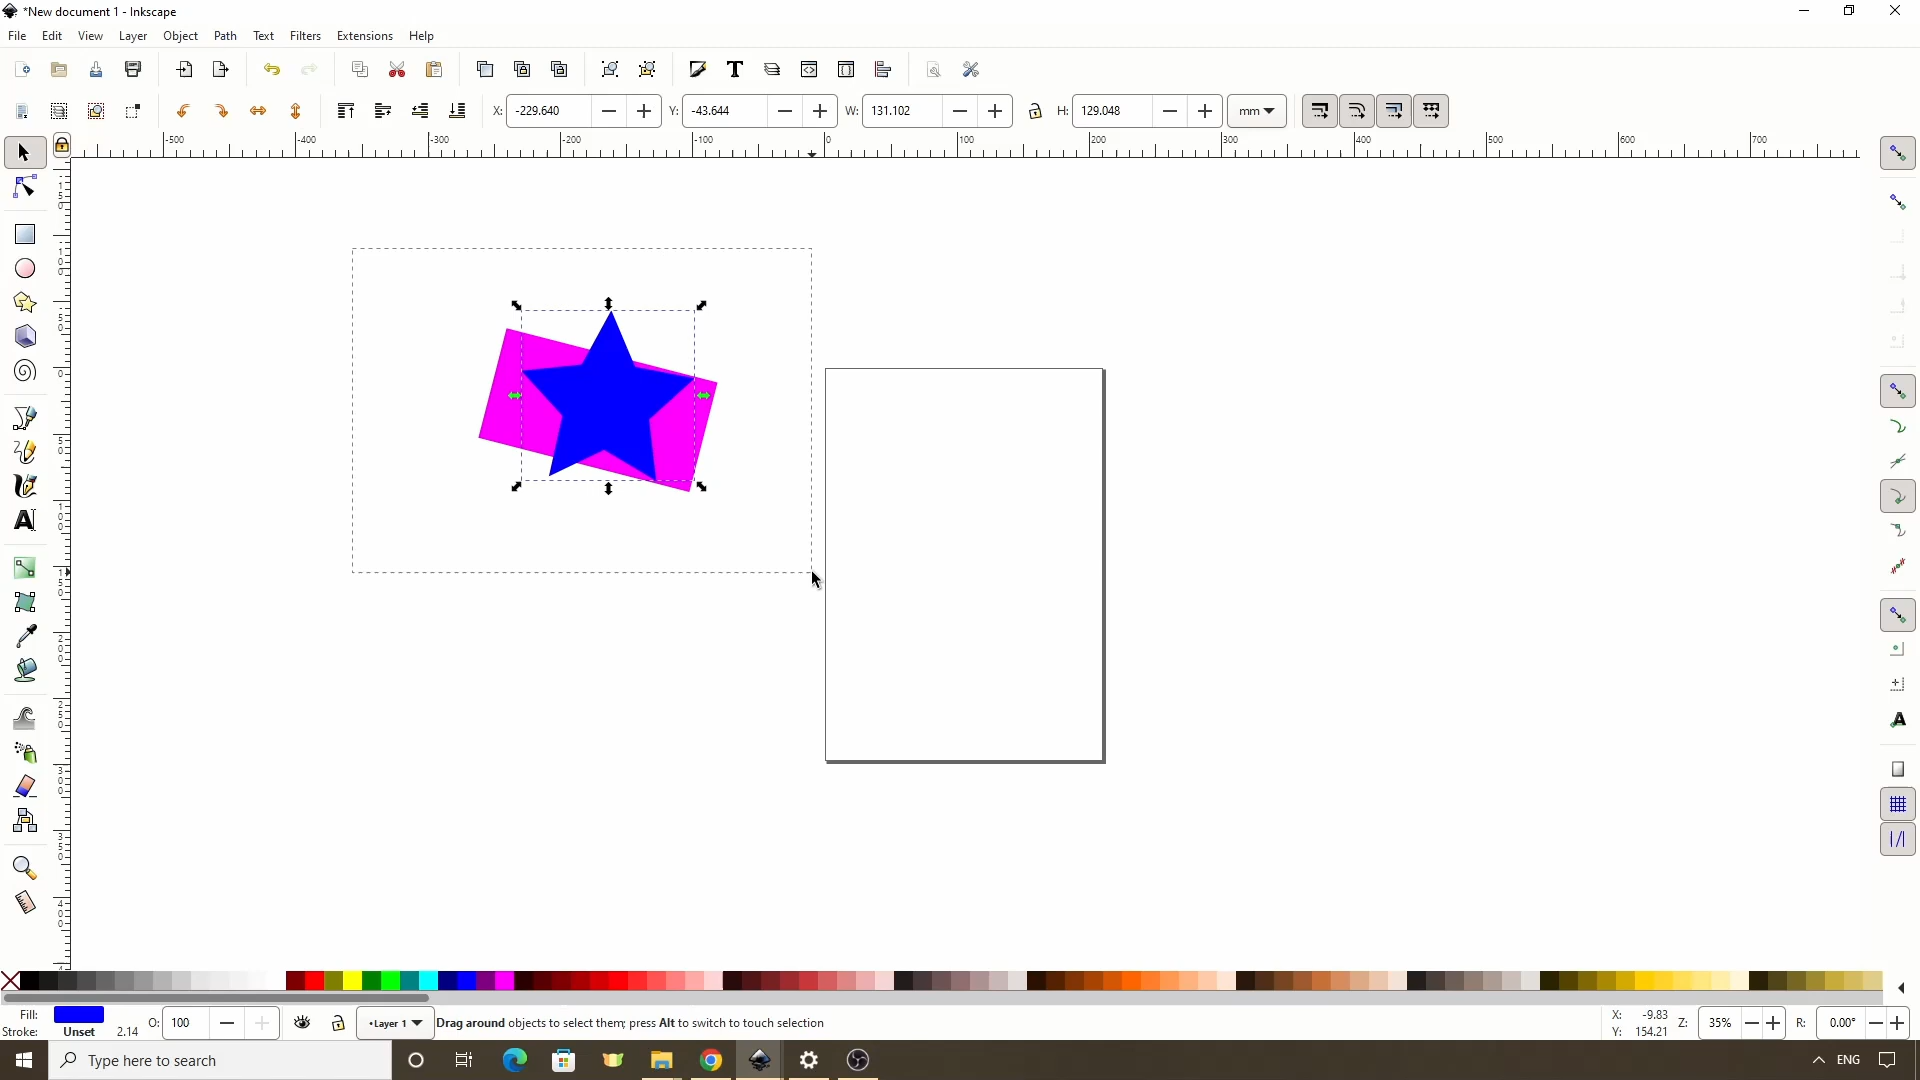 *New document 1 - Inkscape
File Edit View Layer Object Path Text Filters Extensions Help
X: -229.640 Y: -43.644 W: 131.102 H: 129.048 mm
-500 -400 -300 -200 -100 0 100 200 300 400 500 600 700
Fill:
Stroke: Unset 2.14 O: 100 •Layer 1 Drag around objects to select them; press Alt to switch to touch selection
X: -9.83
Y: 154.21 Z: 35% R: 0.00°
Type here to search
ENG